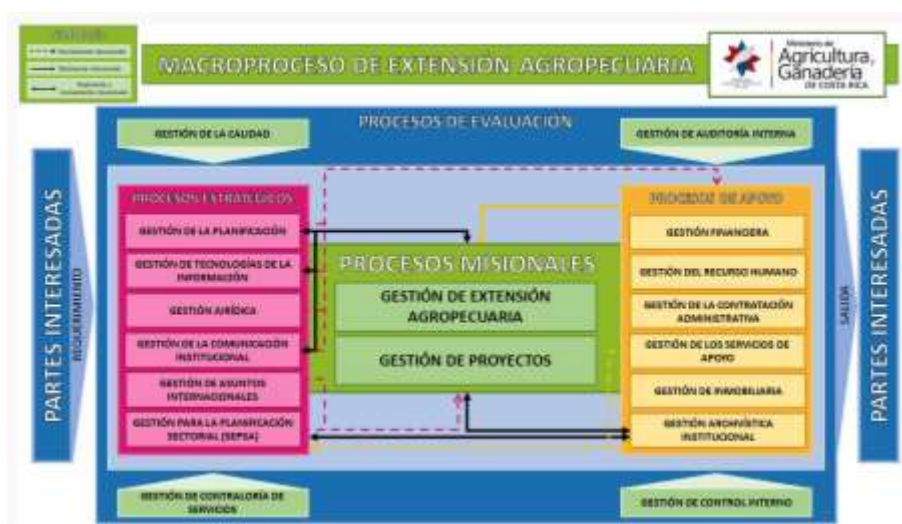 MACROPROCESO DE EXTENSIÓN AGROPECUARIA
Ministerio de
Agricultura,
Ganadería
DE COSTA RICA
PROCESOS DE EVALUACIÓN
GESTIÓN DE LA CALIDAD
GESTIÓN DE AUDITORÍA INTERNA
PARTES INTERESADAS
REQUERIMIENTO
PROCESOS ESTRATÉGICOS
GESTIÓN DE LA PLANIFICACIÓN
GESTIÓN DE TECNOLOGÍAS DE LA
INFORMACIÓN
GESTIÓN JURÍDICA
GESTIÓN DE LA COMUNICACIÓN
INSTITUCIONAL
GESTIÓN DE ASUNTOS
INTERNACIONALES
GESTIÓN PARA LA PLANIFICACIÓN
SECTORIAL (SEPSA)
PROCESOS MISIONALES
GESTIÓN DE EXTENSIÓN
AGROPECUARIA
GESTIÓN DE PROYECTOS
PROCESOS DE APOYO
GESTIÓN FINANCIERA
GESTIÓN DEL RECURSO HUMANO
GESTIÓN DE LA CONTRATACIÓN
ADMINISTRATIVA
GESTIÓN DE LOS SERVICIOS DE
APOYO
GESTIÓN DE INMOBILIARIA
GESTIÓN ARCHIVÍSTICA
INSTITUCIONAL
SALIDA
PARTES INTERESADAS
GESTIÓN DE CONTRALORÍA DE
SERVICIOS
GESTIÓN DE CONTROL INTERNO